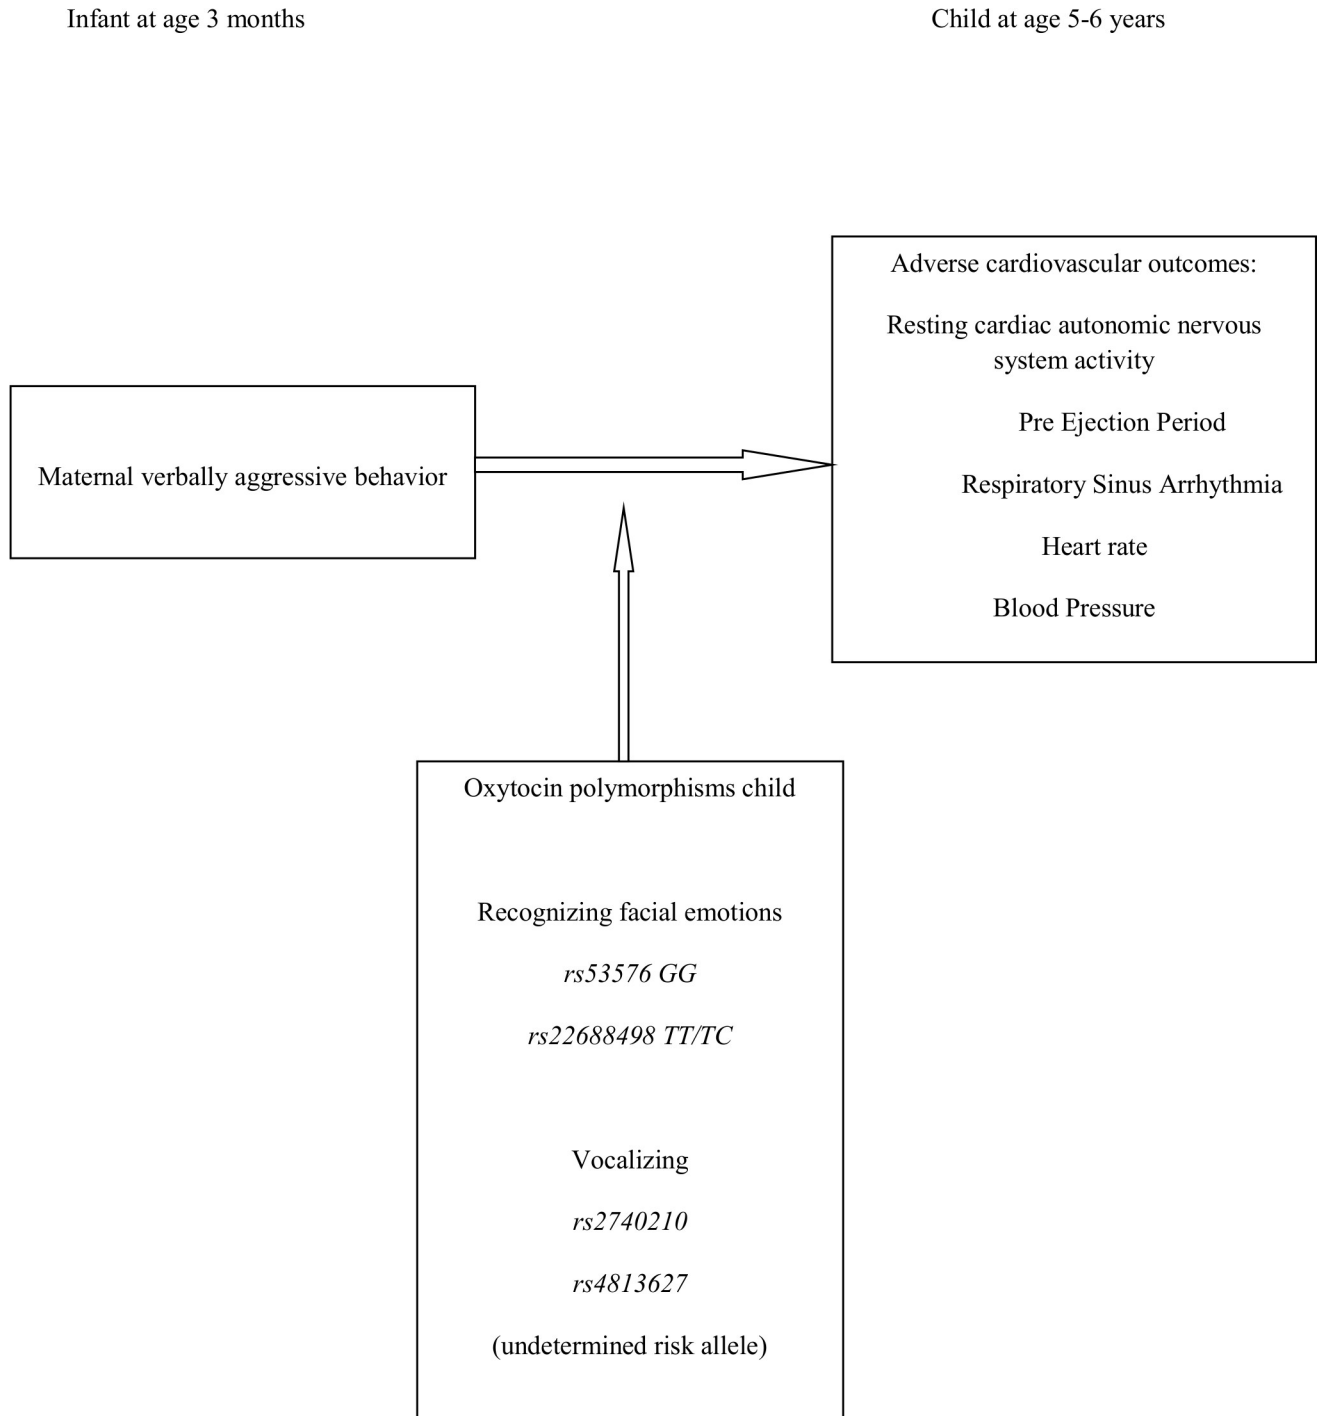 Infant at age 3 months
Child at age 5-6 years
Adverse cardiovascular outcomes:
Resting cardiac autonomic nervous
system activity
Pre Ejection Period
Respiratory Sinus Arrhythmia
Heart rate
Blood Pressure
Maternal verbally aggressive behavior
Oxytocin polymorphisms child
Recognizing facial emotions
rs53576 GG
rs22688498 TT/TC
Vocalizing
rs2740210
rs4813627
(undetermined risk allele)